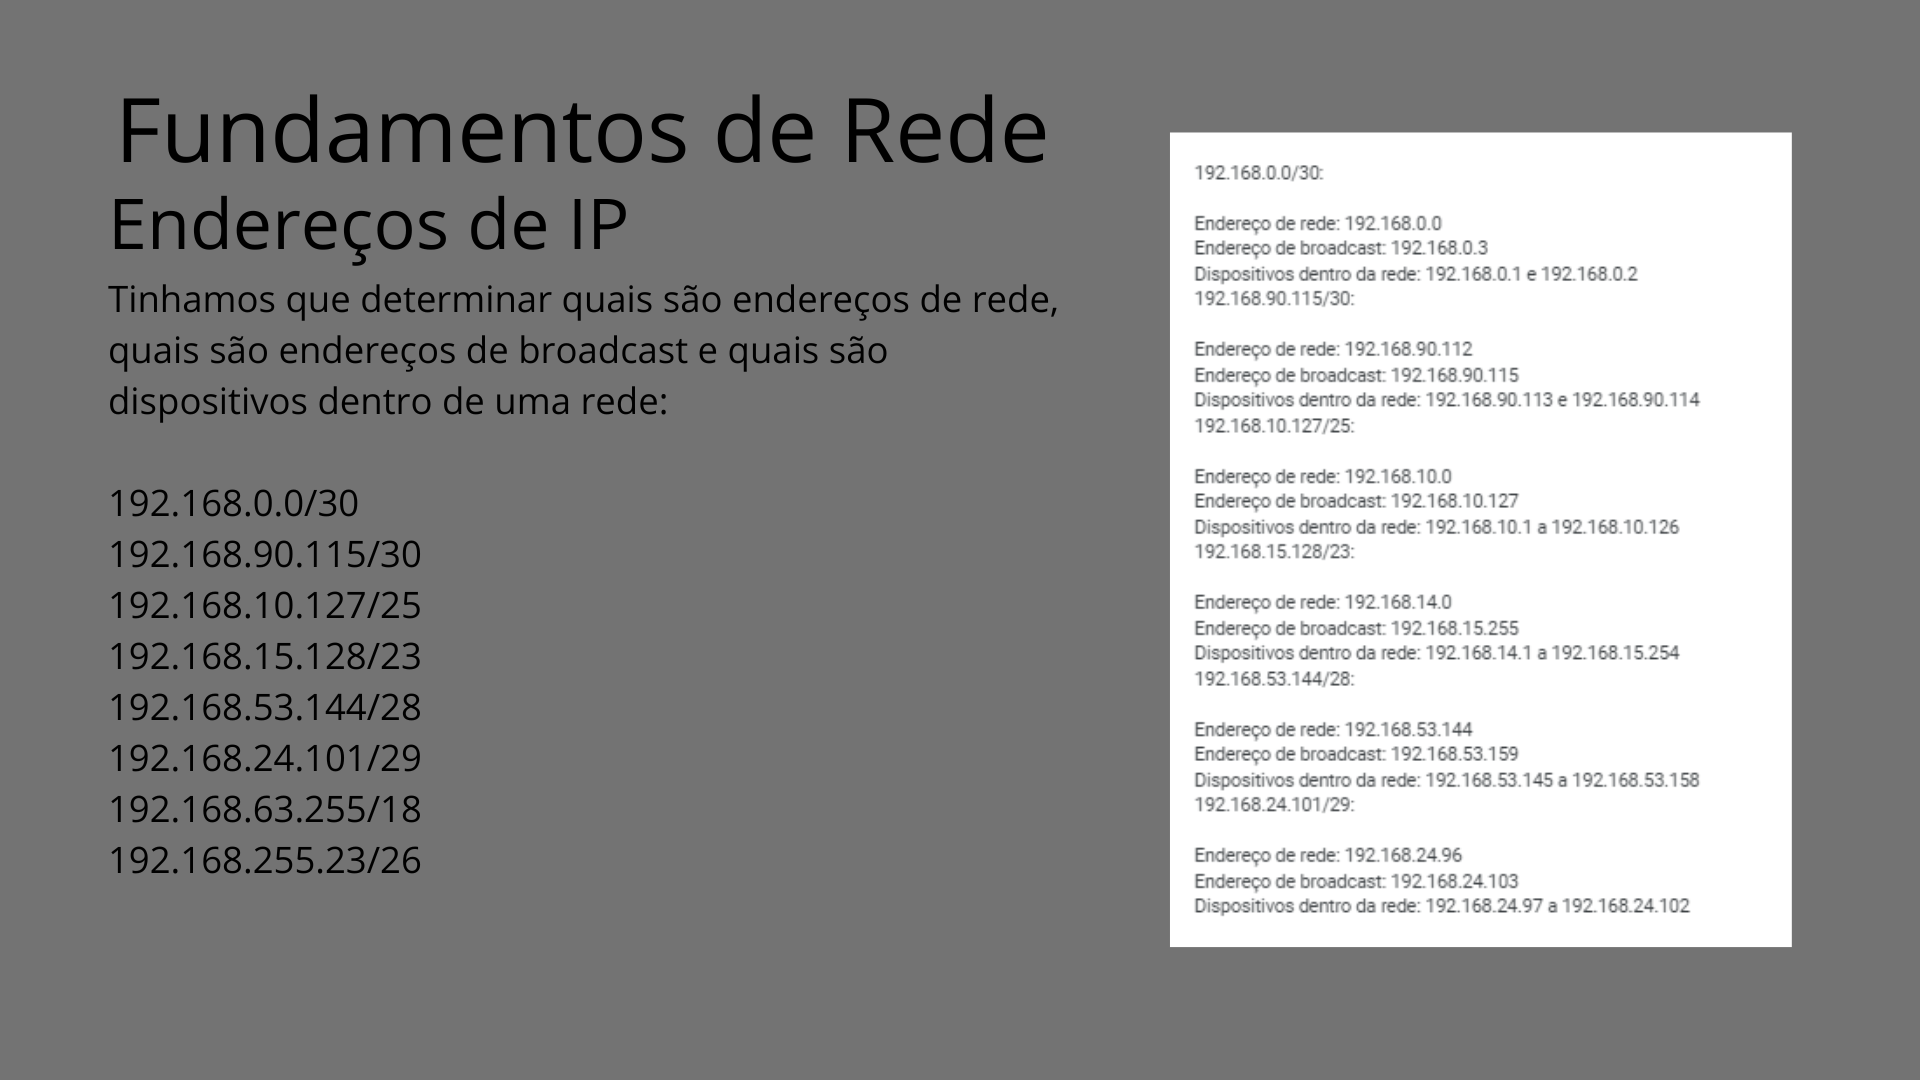 Fundamentos de Rede
Endereços de IP
Tinhamos que determinar quais são endereços de rede,
quais são endereços de broadcast e quais são
dispositivos dentro de uma rede:
192.168.0.0/30
192.168.90.115/30
192.168.10.127/25
192.168.15.128/23
192.168.53.144/28
192.168.24.101/29
192.168.63.255/18
192.168.255.23/26
192.168.0.0/30:
Endereço de rede: 192.168.0.0
Endereço de broadcast: 192.168.0.3
Dispositivos dentro da rede: 192.168.0.1 e 192.168.0.2
192.168.90.115/30:
Endereço de rede: 192.168.90.112
Endereço de broadcast: 192.168.90.115
Dispositivos dentro da rede: 192.168.90.113 e 192.168.90.114
192.168.10.127/25:
Endereço de rede: 192.168.10.0
Endereço de broadcast: 192.168.10.127
Dispositivos dentro da rede: 192.168.10.1 a 192.168.10.126
192.168.15.128/23:
Endereço de rede: 192.168.14.0
Endereço de broadcast: 192.168.15.255
Dispositivos dentro da rede: 192.168.14.1 a 192.168.15.254
192.168.53.144/28:
Endereço de rede: 192.168.53.144
Endereço de broadcast: 192.168.53.159
Dispositivos dentro da rede: 192.168.53.145 a 192.168.53.158
192.168.24.101/29:
Endereço de rede: 192.168.24.96
Endereço de broadcast: 192.168.24.103
Dispositivos dentro da rede: 192.168.24.97 a 192.168.24.102